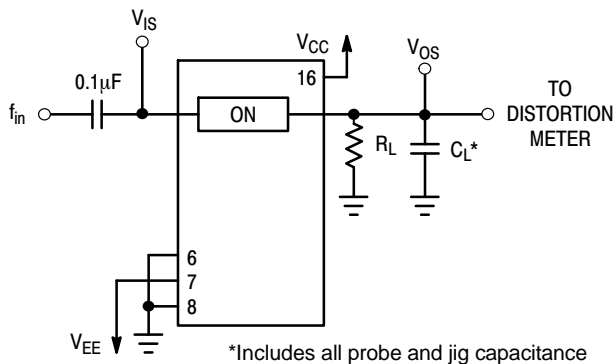 V_IS
V_CC
V_OS
0.1μF
16
f_in
ON
TO
DISTORTION
METER
R_L
C_L*
6
7
8
V_EE
*Includes all probe and jig capacitance